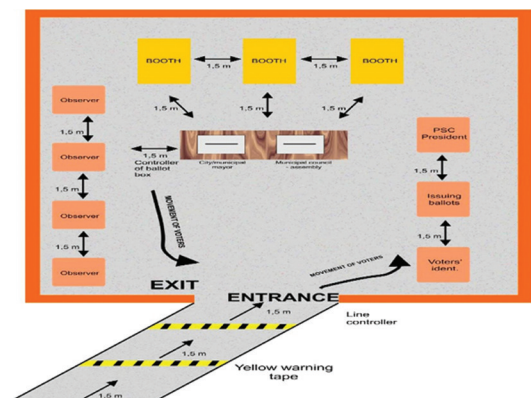 BOOTH
1,5 m
BOOTH
1,5 m
BOOTH
1,5 m
1,5 m
1,5 m
Observer
1,5 m
Observer
1,5 m
Observer
1,5 m
Observer
1,5 m
Controller
of ballot
box
City/municipal
mayor
Municipal council
- assembly
PSC
President
1,5 m
Issuing
ballots
1,5 m
Voters'
ident.
MOVEMENT OF VOTERS
MOVEMENT OF VOTERS
EXIT
ENTRANCE
1,5 m
Line
controller
1,5 m
Yellow warning
tape
1,5 m